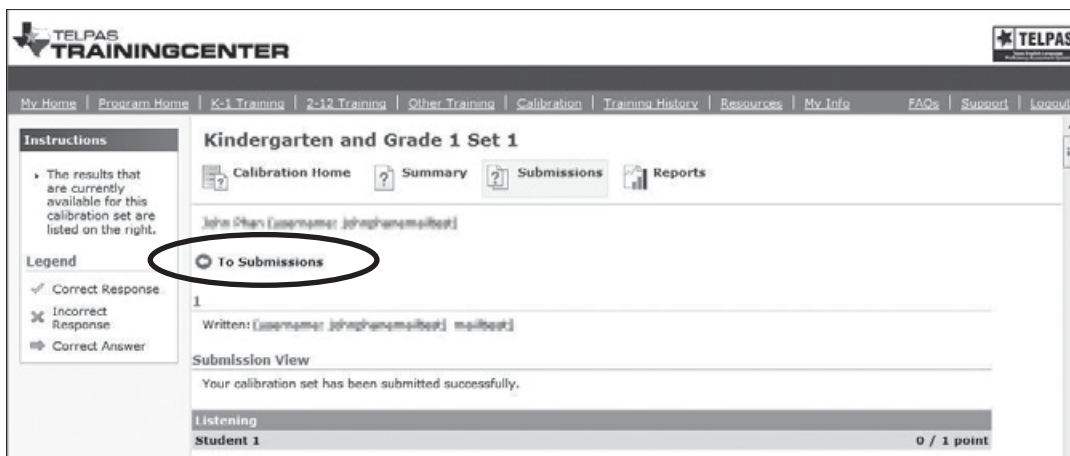 TELPAS
TRAININGCENTER
TELPAS
My Home | Program Home | K-1 Training | 2-12 Training | Other Training | Calibration | Training History | Resources | My Info FAQs | Support | Logout
Instructions
The results that
are currently
available for this
calibration set are
listed on the right.
Legend
Correct Response
Incorrect
Response
Correct Answer
Kindergarten and Grade 1 Set 1
Calibration Home Summary Submissions Reports
To Submissions
1
Written:
Submission View
Your calibration set has been submitted successfully.
Listening
Student 1 0 / 1 point